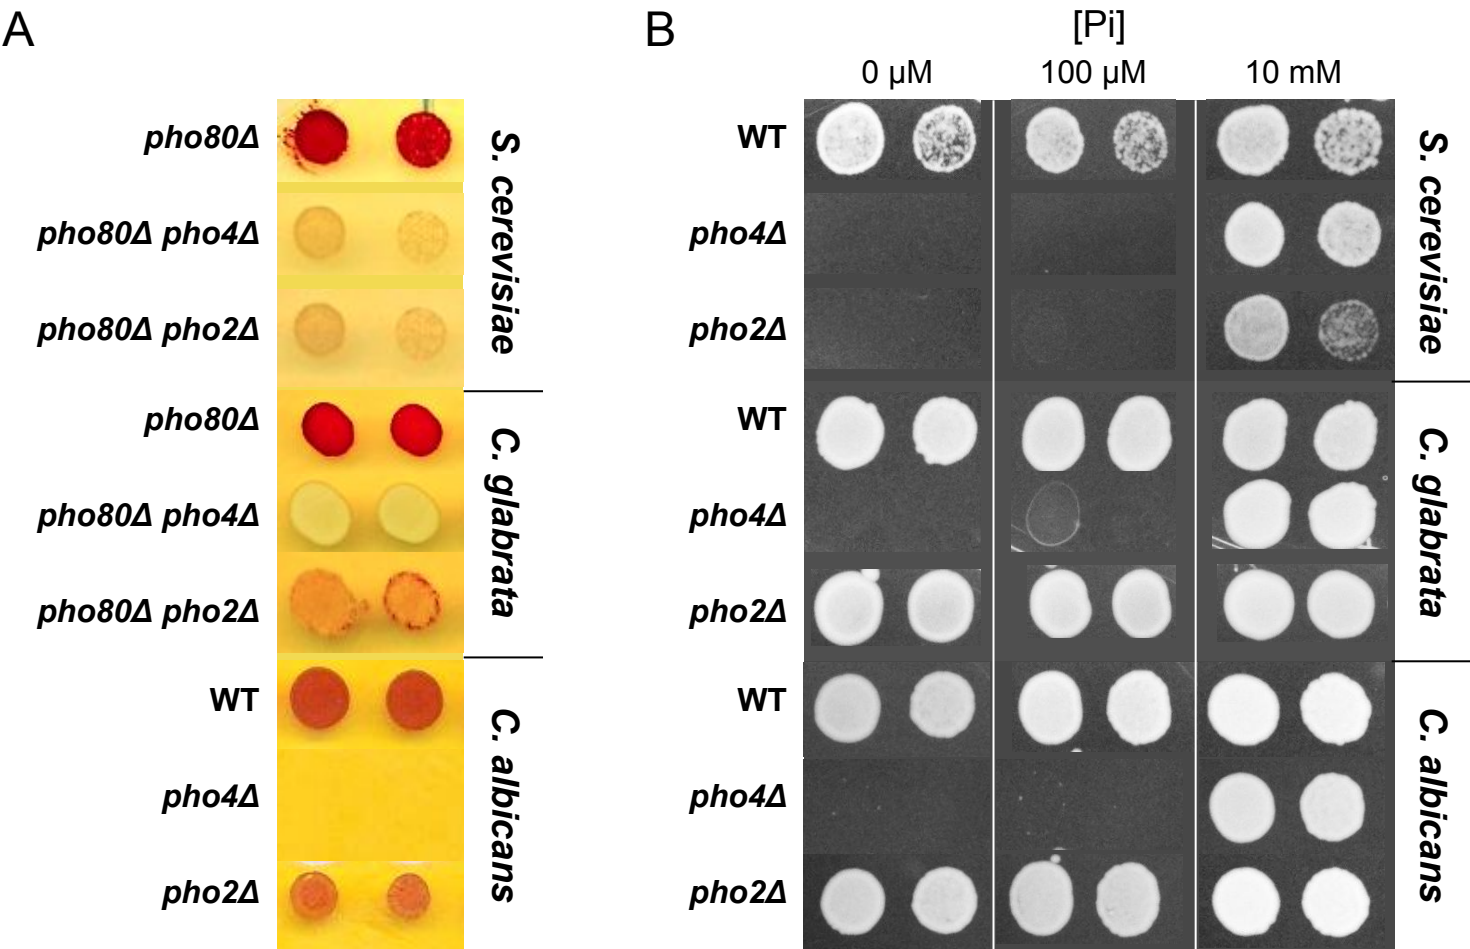 A
pho80Δ
pho80Δ pho4Δ
pho80Δ pho2Δ
S. cerevisiae
pho80Δ
pho80Δ pho4Δ
pho80Δ pho2Δ
C. glabrata
WT
pho4Δ
pho2Δ
C. albicans
B
[Pi]
0 µM 100 µM 10 mM
WT
pho4Δ
pho2Δ
S. cerevisiae
WT
pho4Δ
pho2Δ
C. glabrata
WT
pho4Δ
pho2Δ
C. albicans